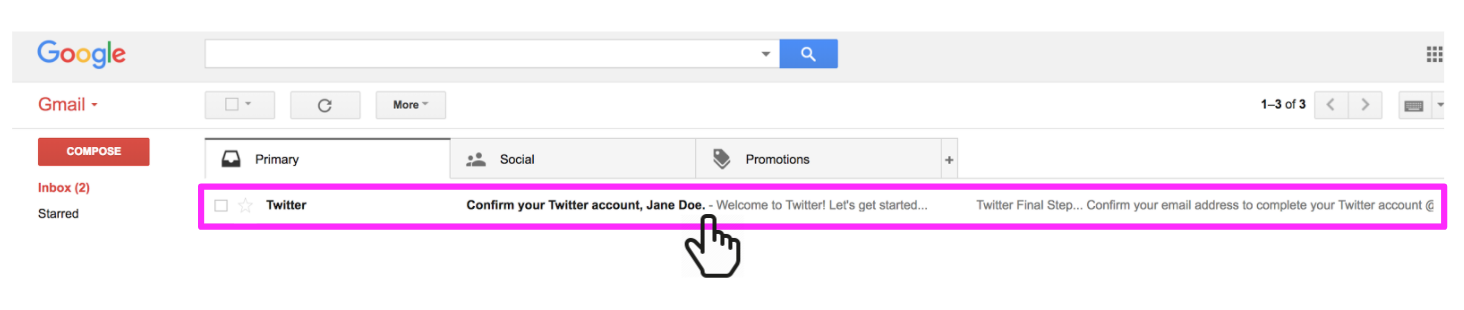 Google
Gmail
More
1–3 of 3
COMPOSE
Primary
Social
Promotions
+
Inbox (2)
Starred
Twitter
Confirm your Twitter account, Jane Doe. - Welcome to Twitter! Let's get started... Twitter Final Step... Confirm your email address to complete your Twitter account @